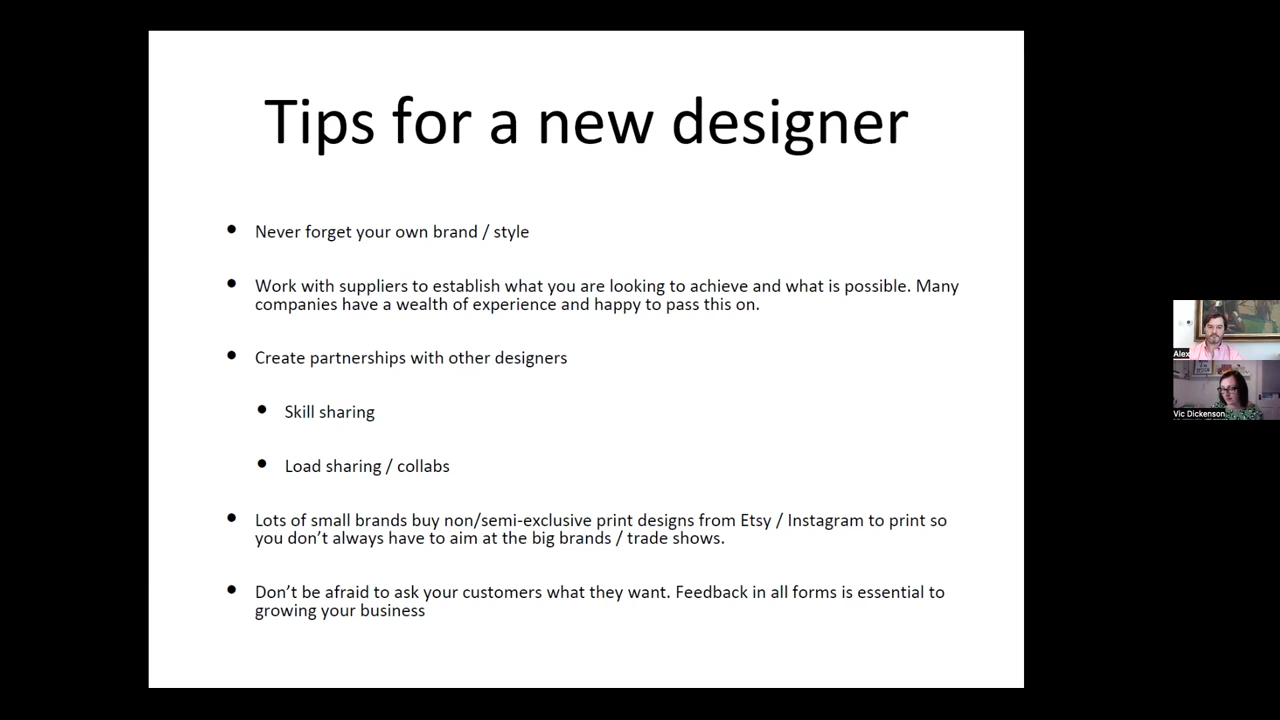 Tips for a new designer
• Never forget your own brand / style
• Work with suppliers to establish what you are looking to achieve and what is possible. Many
companies have a wealth of experience and happy to pass this on.
• Create partnerships with other designers
• Skill sharing
• Load sharing / collabs
• Lots of small brands buy non/semi-exclusive print designs from Etsy / Instagram to print so
you don’t always have to aim at the big brands / trade shows.
• Don’t be afraid to ask your customers what they want. Feedback in all forms is essential to
growing your business
Alex
Vic Dickenson